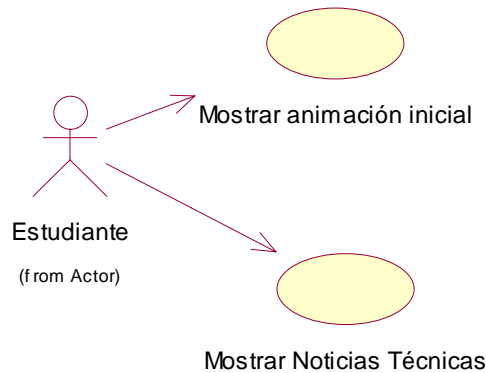 Mostrar animación inicial
Estudiante
(from Actor)
Mostrar Noticias Técnicas